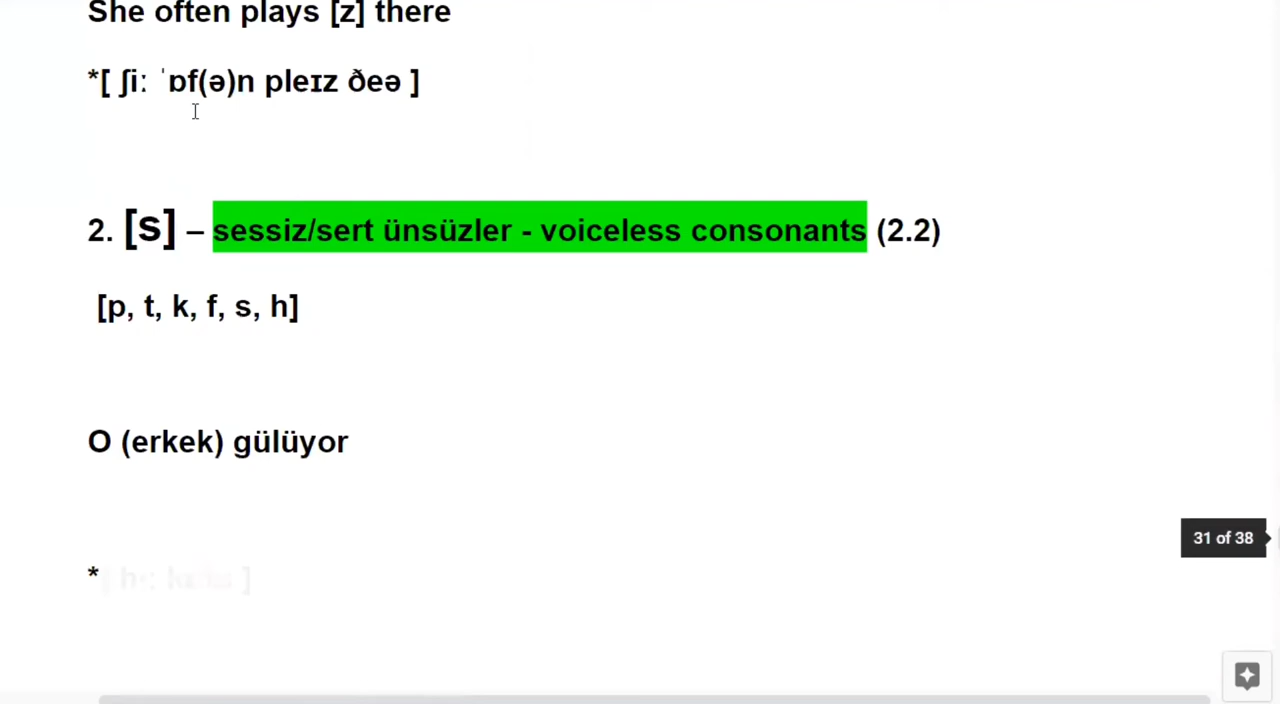 She often plays [z] there
*[ ʃiː ˈɒf(ə)n pleɪz ðeə ]
2. [s] – sessiz/sert ünsüzler - voiceless consonants (2.2)
[p, t, k, f, s, h]
O (erkek) gülüyor
31 of 38
*